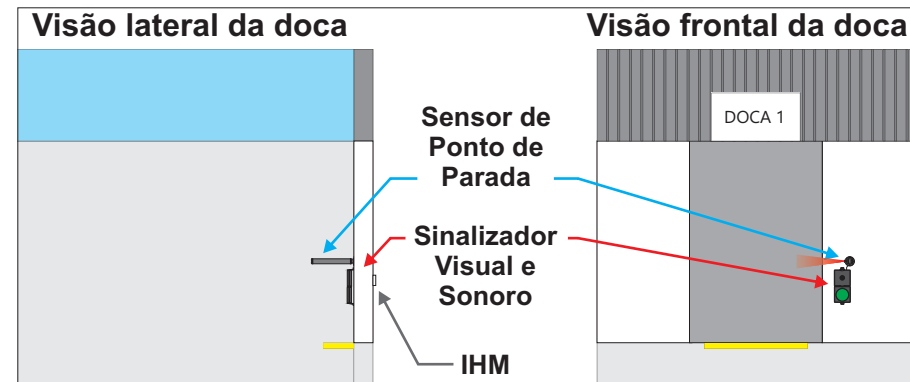 Visão lateral da doca
Visão frontal da doca
DOCA 1
Sensor de
Ponto de
Parada
Sinalizador
Visual e
Sonoro
IHM